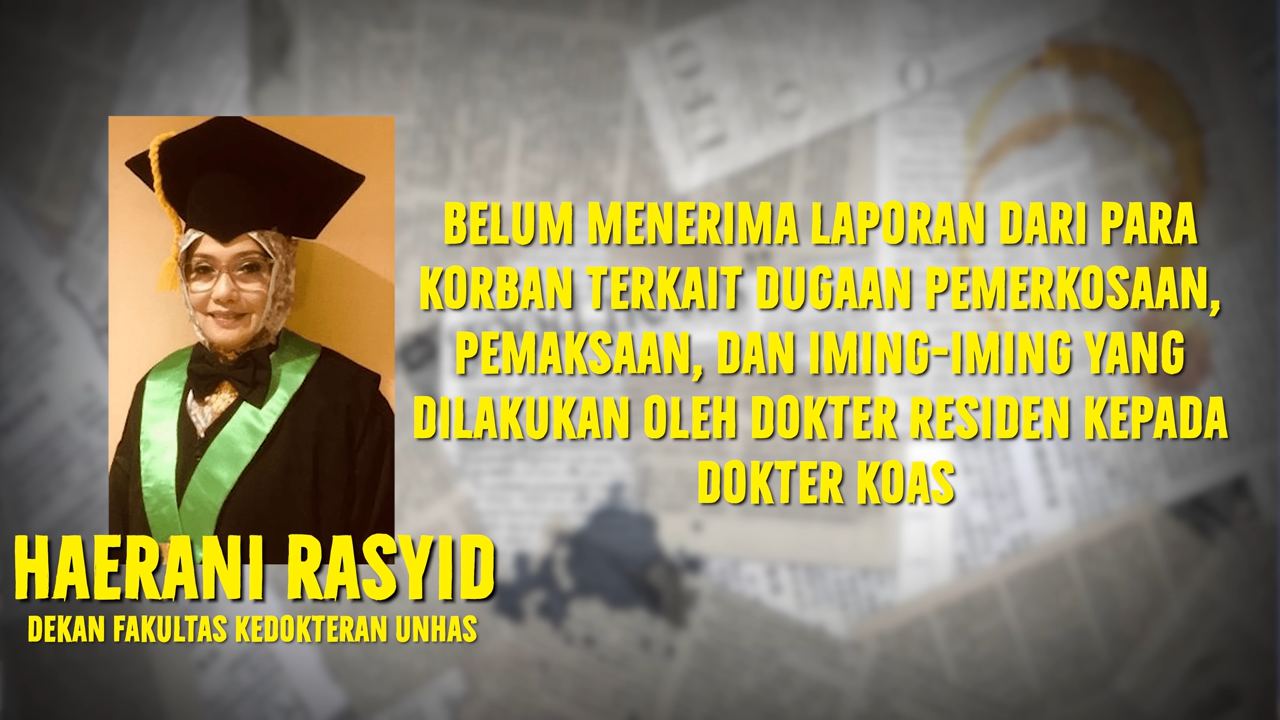 BELUM MENERIMA LAPORAN DARI PARA
KORBAN TERKAIT DUGAAN PEMERKOSAAN,
PEMAKSAAN, DAN IMING-IMING YANG
DILAKUKAN OLEH DOKTER RESIDEN KEPADA
DOKTER KOAS
HAERANI RASYID
DEKAN FAKULTAS KEDOKTERAN UNHAS